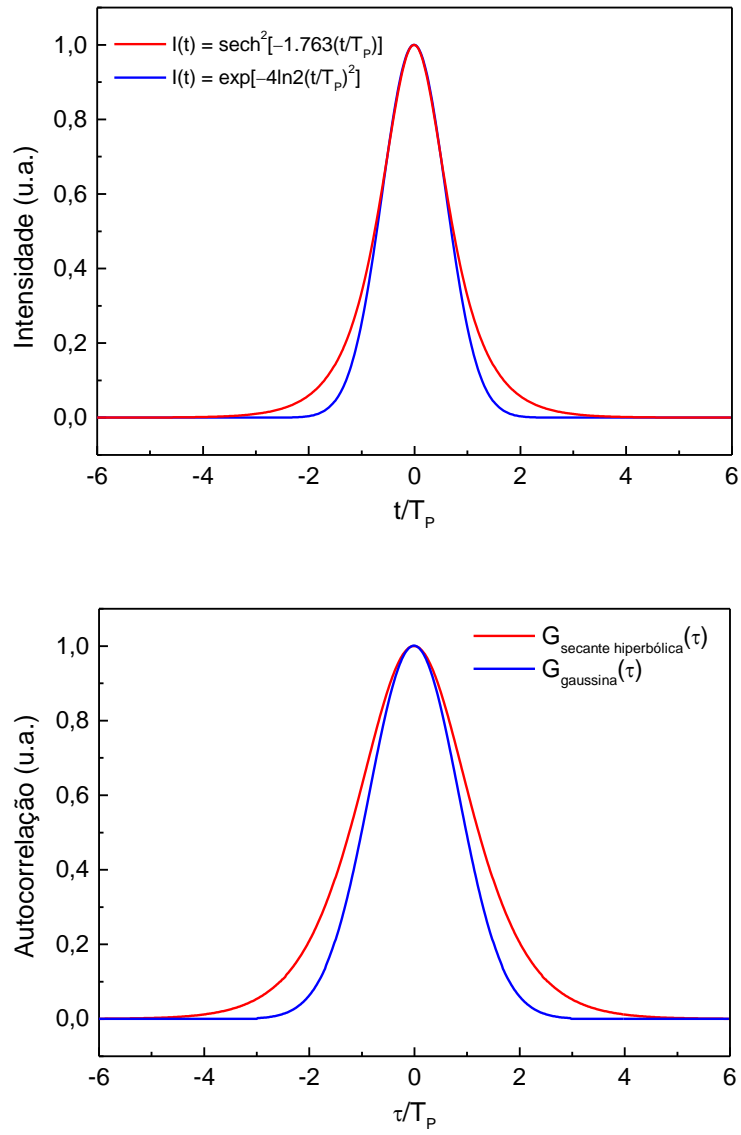 I(t) = sech²[−1.763(t/T_P)]
I(t) = exp[−4ln2(t/T_P)²]
Intensidade (u.a.)
1,0
0,8
0,6
0,4
0,2
0,0
-6 -4 -2 0 2 4 6
t/T_P
G_secante hiperbólica(τ)
G_gaussina(τ)
Autocorrelação (u.a.)
1,0
0,8
0,6
0,4
0,2
0,0
-6 -4 -2 0 2 4 6
τ/T_P